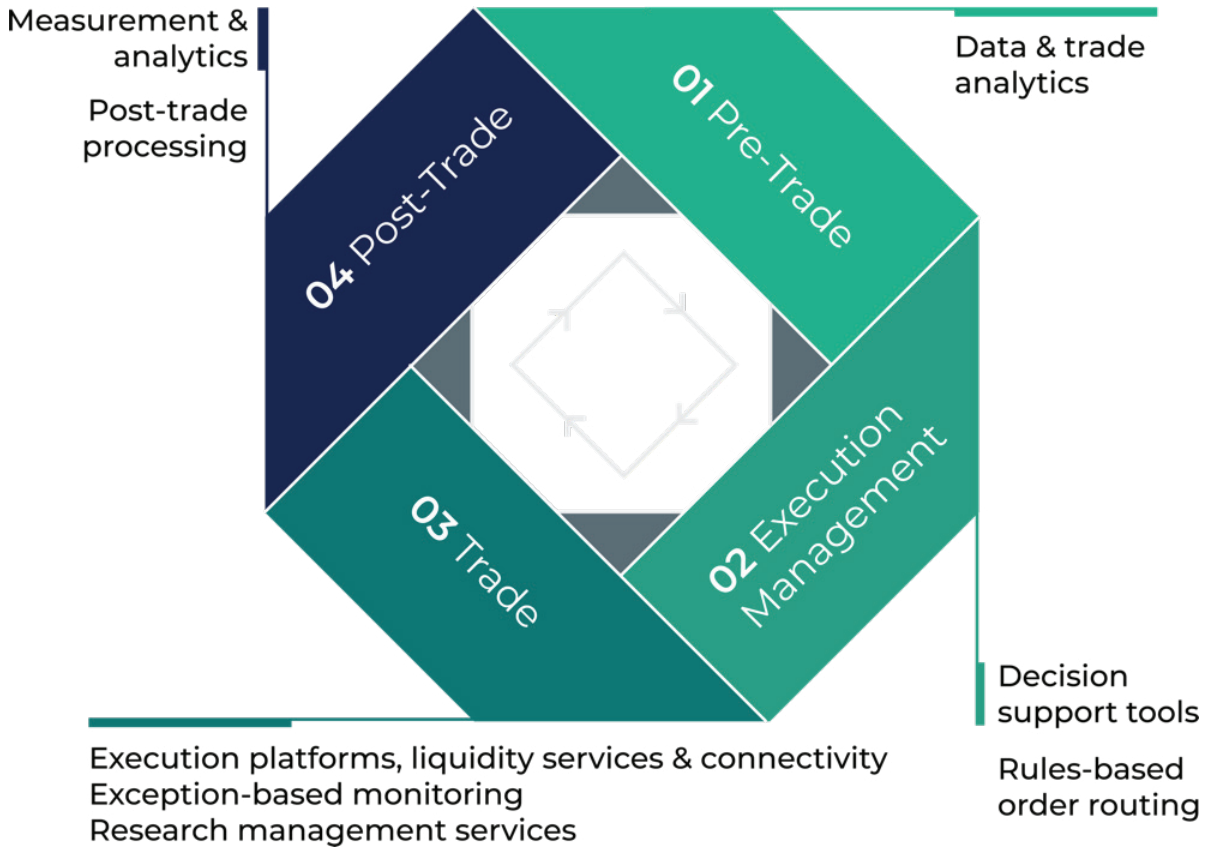 Measurement &
analytics
Post-trade
processing
Data & trade
analytics
01 Pre-Trade
04 Post-Trade
02 Execution
Management
03 Trade
Decision
support tools
Rules-based
order routing
Execution platforms, liquidity services & connectivity
Exception-based monitoring
Research management services